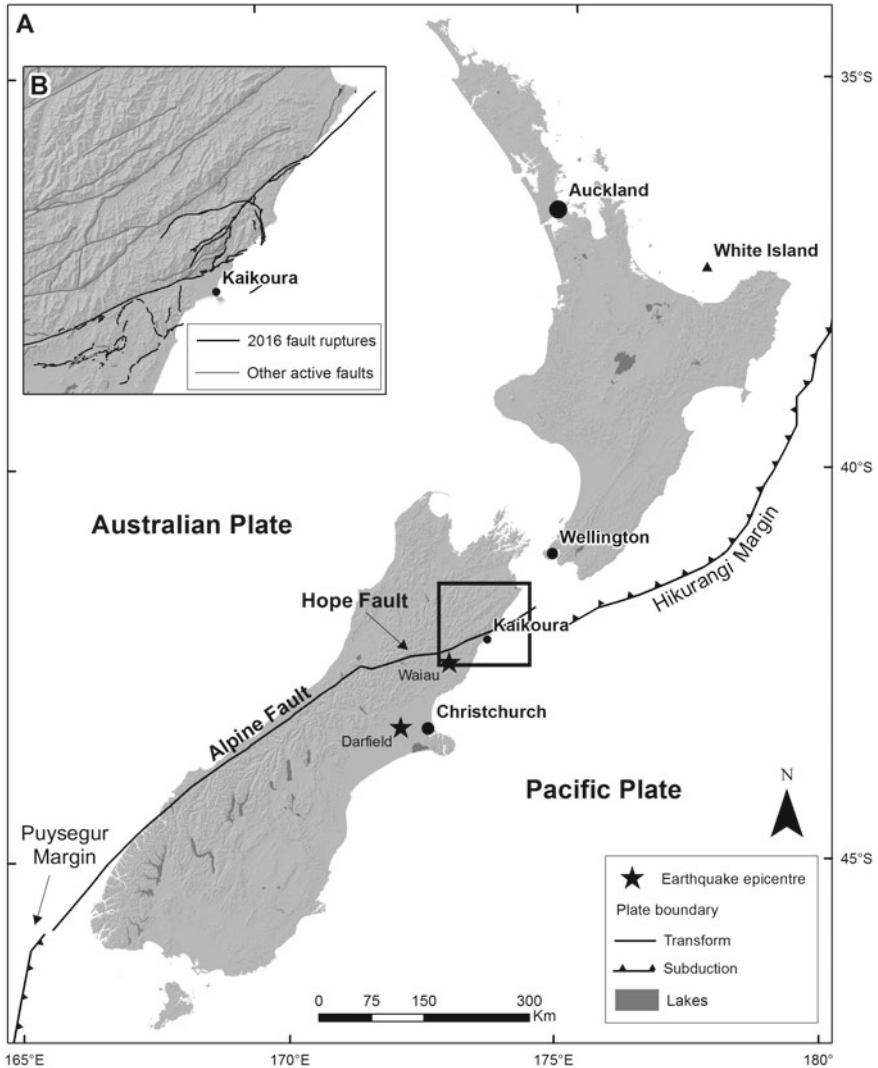 A
B
Kaikoura
2016 fault ruptures
Other active faults
35°S
Auckland
White Island
40°S
Australian Plate
Wellington
Hikurangi Margin
Hope Fault
Kaikoura
Waiau
Alpine Fault
Christchurch
Darfield
Pacific Plate
N
Puysegur
Margin
45°S
Earthquake epicentre
Plate boundary
Transform
Subduction
Lakes
0 75 150 300
Km
165°E 170°E 175°E 180°